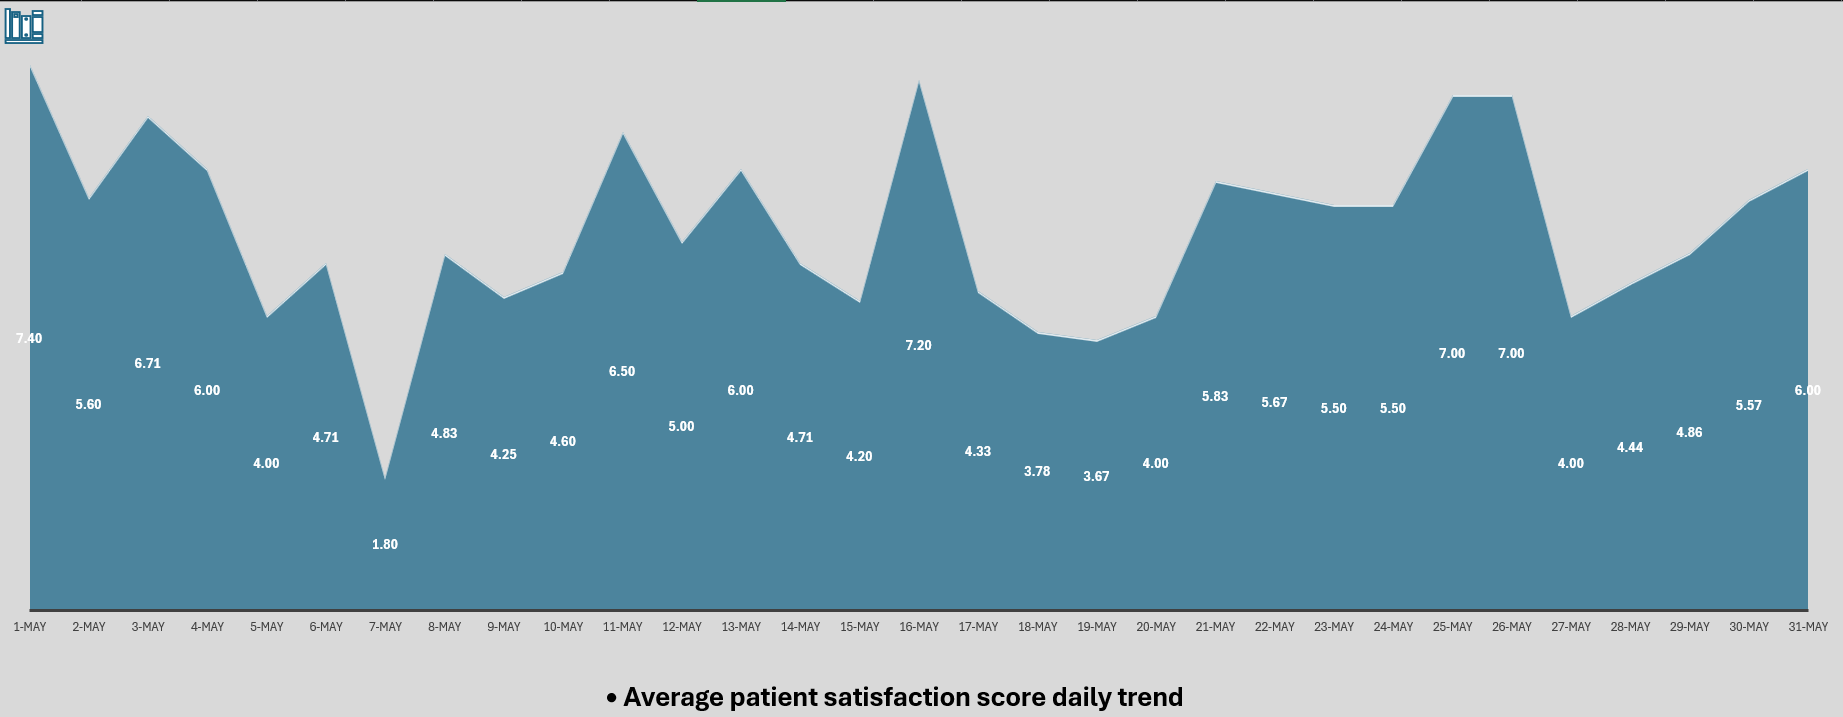 7.40 5.60 6.71 6.00 4.00 4.71 1.80 4.83 4.25 4.60 6.50 5.00 6.00 4.71 4.20 7.20 4.33 3.78 3.67 4.00 5.83 5.67 5.50 5.50 7.00 7.00 4.00 4.44 4.86 5.57 6.00
1-MAY 2-MAY 3-MAY 4-MAY 5-MAY 6-MAY 7-MAY 8-MAY 9-MAY 10-MAY 11-MAY 12-MAY 13-MAY 14-MAY 15-MAY 16-MAY 17-MAY 18-MAY 19-MAY 20-MAY 21-MAY 22-MAY 23-MAY 24-MAY 25-MAY 26-MAY 27-MAY 28-MAY 29-MAY 30-MAY 31-MAY
• Average patient satisfaction score daily trend